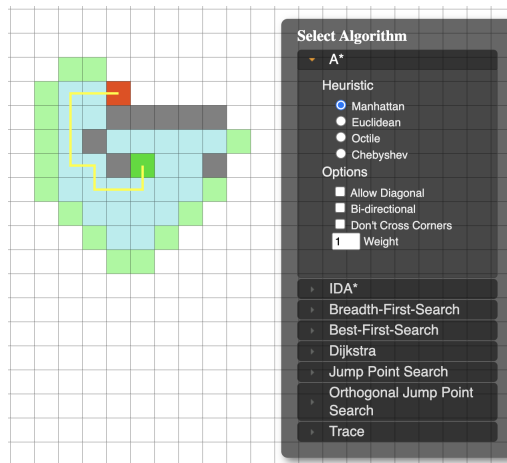 Select Algorithm
A*
Heuristic
Manhattan
Euclidean
Octile
Chebyshev
Options
Allow Diagonal
Bi-directional
Don't Cross Corners
1 Weight
IDA*
Breadth-First-Search
Best-First-Search
Dijkstra
Jump Point Search
Orthogonal Jump Point
Search
Trace